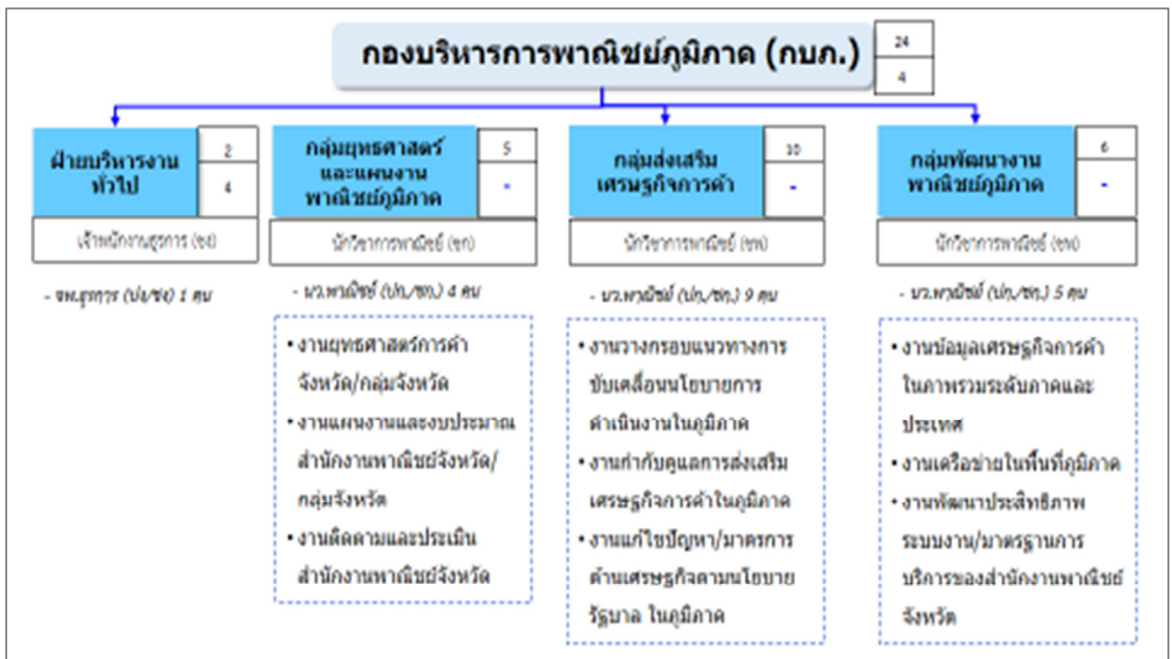 กองบริหารการพาณิชย์ภูมิภาค (กบภ.)
24
4
ฝ่ายบริหารงาน
ทั่วไป
2
4
เจ้าพนักงานธุรการ (ชง)
- จพ.ธุรการ (ปง/ชง) 1 คน
กลุ่มยุทธศาสตร์
และแผนงาน
พาณิชย์ภูมิภาค
5
-
นักวิชาการพาณิชย์ (ชก)
- นว.พาณิชย์ (ปก./ชก.) 4 คน
• งานยุทธศาสตร์การค้า
จังหวัด/กลุ่มจังหวัด
• งานแผนงานและงบประมาณ
สำนักงานพาณิชย์จังหวัด/
กลุ่มจังหวัด
• งานติดตามและประเมิน
สำนักงานพาณิชย์จังหวัด
กลุ่มส่งเสริม
เศรษฐกิจการค้า
10
-
นักวิชาการพาณิชย์ (ชพ)
- นว.พาณิชย์ (ปก./ชก.) 9 คน
• งานวางกรอบแนวทางการ
ขับเคลื่อนนโยบายการ
ดำเนินงานในภูมิภาค
• งานกำกับดูแลการส่งเสริม
เศรษฐกิจการค้าในภูมิภาค
• งานแก้ไขปัญหา/มาตรการ
ด้านเศรษฐกิจตามนโยบาย
รัฐบาล ในภูมิภาค
กลุ่มพัฒนางาน
พาณิชย์ภูมิภาค
6
-
นักวิชาการพาณิชย์ (ชพ)
- นว.พาณิชย์ (ปก./ชก.) 5 คน
• งานข้อมูลเศรษฐกิจการค้า
ในภาพรวมระดับภาคและ
ประเทศ
• งานเครือข่ายในพื้นที่ภูมิภาค
• งานพัฒนาประสิทธิภาพ
ระบบงาน/มาตรฐานการ
บริการของสำนักงานพาณิชย์
จังหวัด